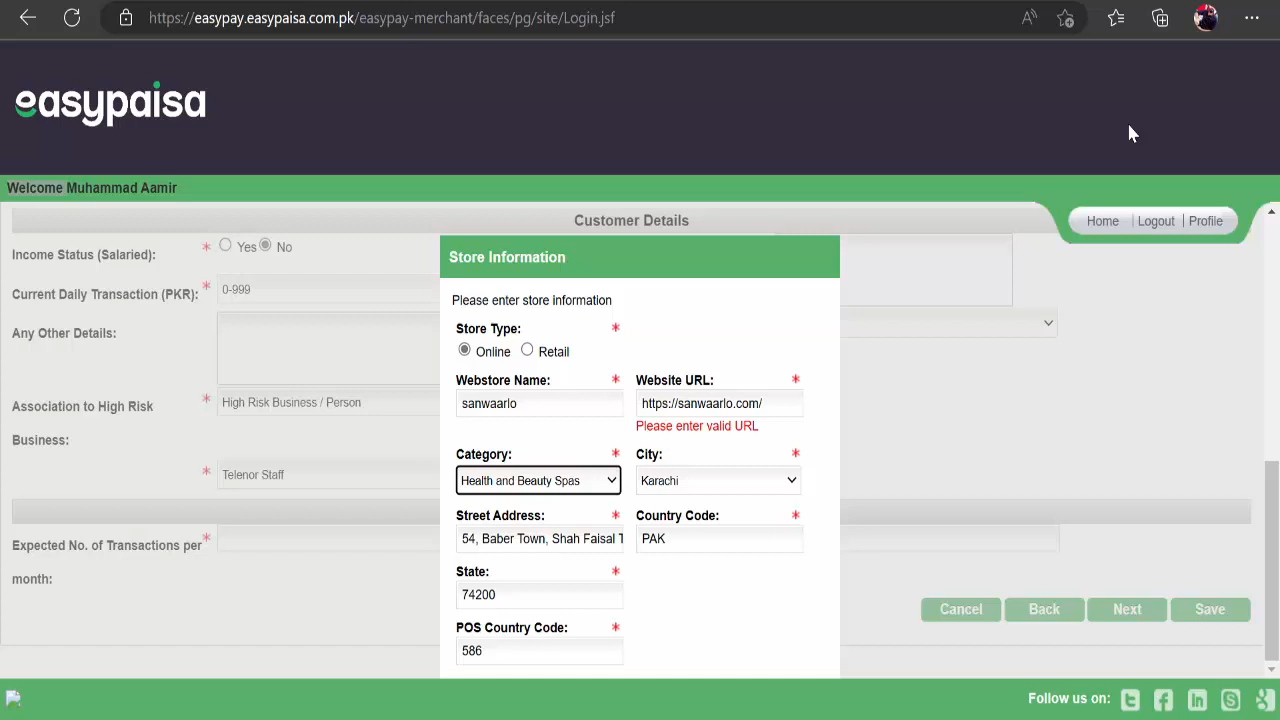 https://easypay.easypaisa.com.pk/easypay-merchant/faces/pg/site/Login.jsf
easypaisa
Welcome Muhammad Aamir
Customer Details
Home | Logout | Profile
Income Status (Salaried): * Yes No
Current Daily Transaction (PKR): * 0-999
Any Other Details:
Association to High Risk Business: * High Risk Business / Person
* Telenor Staff
Expected No. of Transactions per month: *
Store Information
Please enter store information
Store Type: *
Online Retail
Webstore Name: * Website URL: *
sanwaarlo https://sanwaarlo.com/
Please enter valid URL
Category: * City: *
Health and Beauty Spas Karachi
Street Address: * Country Code: *
54, Baber Town, Shah Faisal T PAK
State: *
74200
POS Country Code: *
586
Cancel Back Next Save
Follow us on: